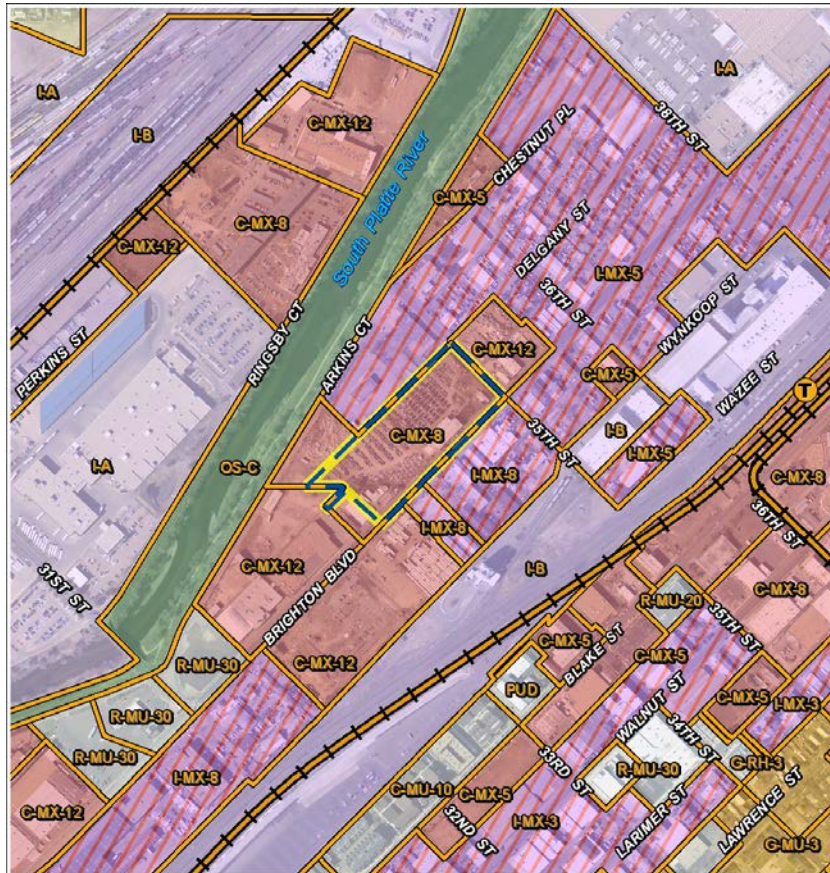 I-A
I-B
C-MX-12
C-MX-8
C-MX-12
PERKINS ST
I-A
31ST ST
RINGSBY CT
South Platte River
ARKINS CT
OS-C
C-MX-5
CHESTNUT PL
38TH ST
I-A
DELGANY ST
36TH ST
I-MX-5
WYNKOOP ST
WAZEE ST
T
C-MX-12
C-MX-8
C-MX-5
35TH ST
I-B
I-MX-5
I-MX-8
I-MX-8
C-MX-12
BRIGHTON BLVD
C-MX-12
I-B
C-MX-8
36TH ST
C-MX-8
R-MU-20
35TH ST
C-MX-5
BLAKE ST
C-MX-5
PUD
WALNUT ST
C-MX-5
I-MX-3
34TH ST
R-MU-30
R-MU-30
R-MU-30
I-MX-8
C-MX-12
C-MU-10
C-MX-5
33RD ST
32ND ST
R-MU-30
I-MX-3
G-RH-3
LARIMER ST
LAWRENCE ST
G-MU-3